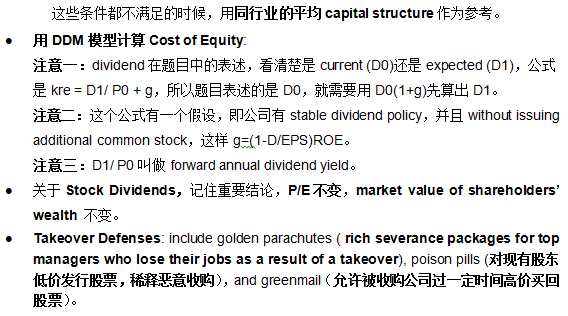 这些条件都不满足的时候，用同行业的平均 capital structure 作为参考。
● 用 DDM 模型计算 Cost of Equity:
注意一：dividend 在题目中的表述，看清楚是 current (D0)还是 expected (D1)，公式
是 kre = D1/ P0 + g，所以题目表述的是 D0，就需要用 D0(1+g)先算出 D1。
注意二：这个公式有一个假设，即公司有 stable dividend policy，并且 without issuing
additional common stock，这样 g=(1-D/EPS)ROE。
注意三：D1/ P0 叫做 forward annual dividend yield。
● 关于 Stock Dividends，记住重要结论，P/E 不变，market value of shareholders'
wealth 不变。
● Takeover Defenses: include golden parachutes ( rich severance packages for top
managers who lose their jobs as a result of a takeover), poison pills (对现有股东
低价发行股票，稀释恶意收购), and greenmail（允许被收购公司过一定时间高价买回
股票)。